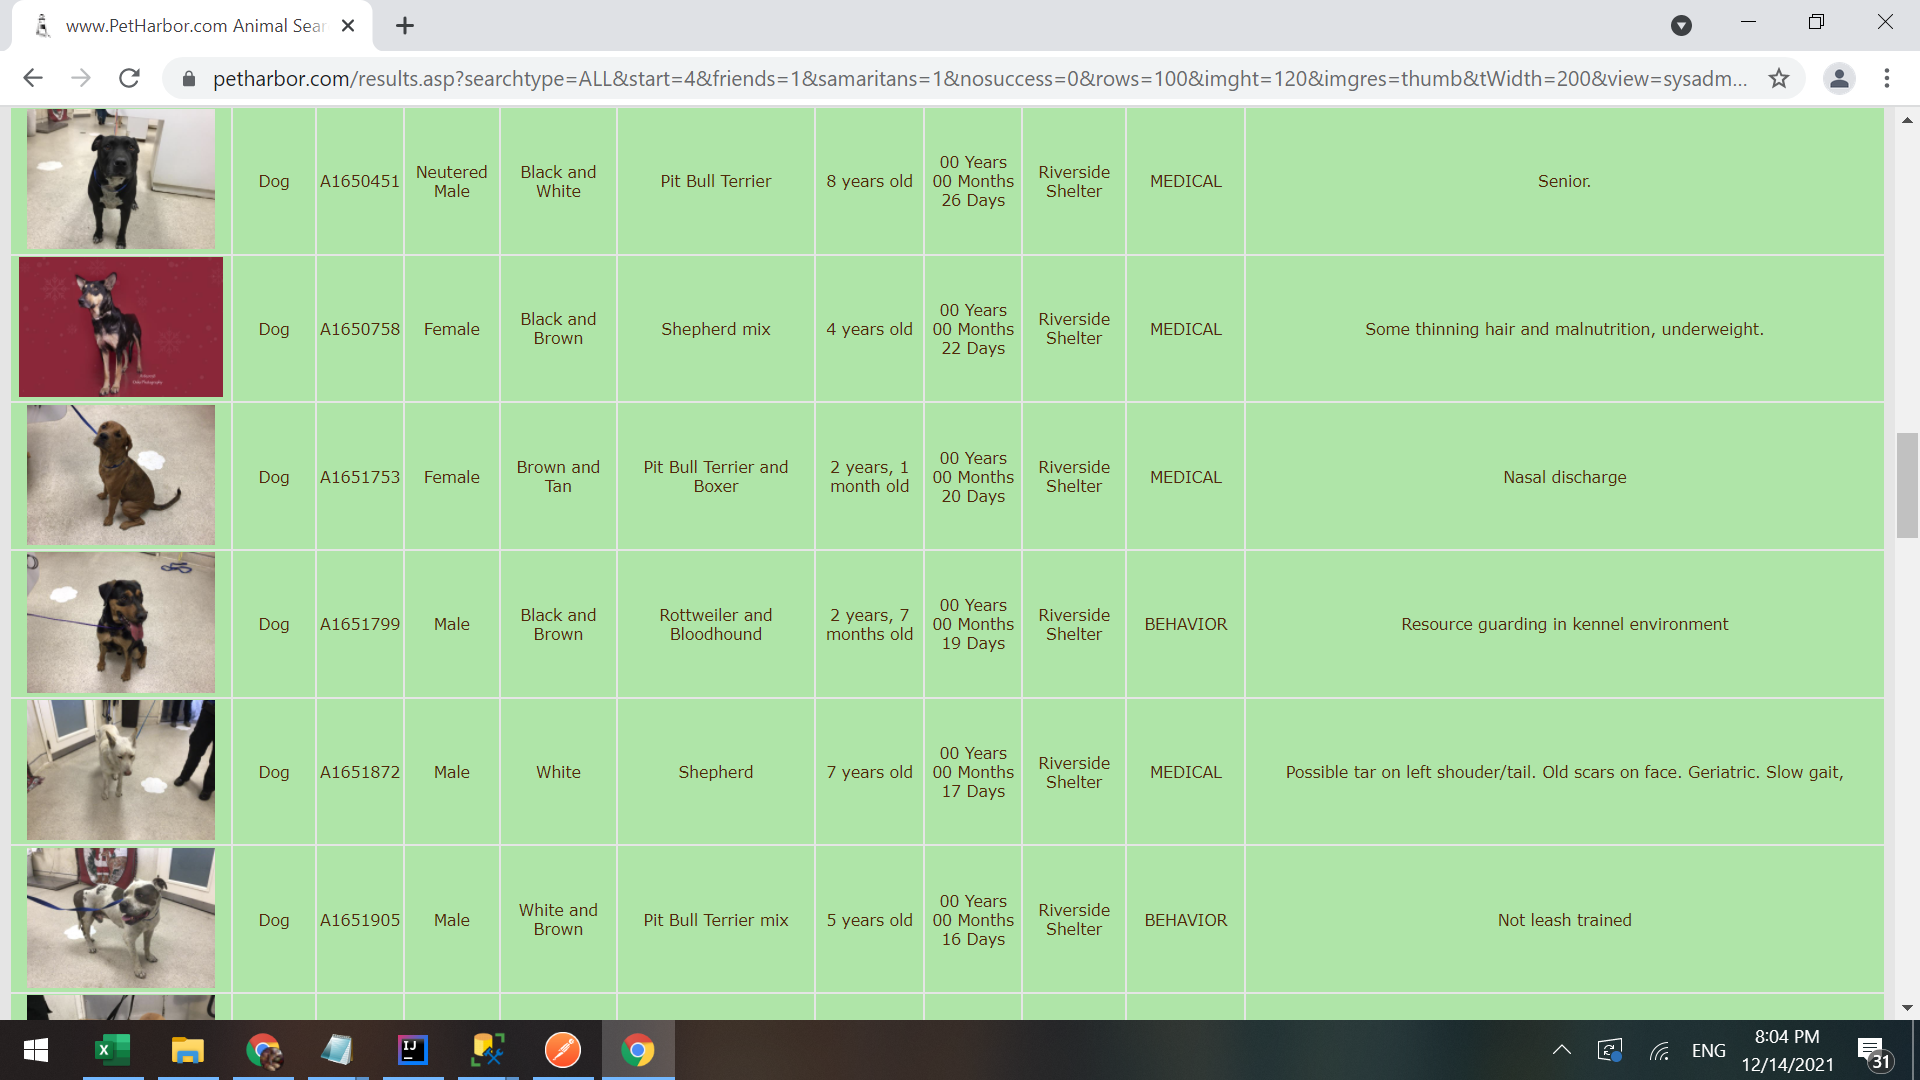 www.PetHarbor.com Animal Sear
petharbor.com/results.asp?searchtype=ALL&start=4&friends=1&samaritans=1&nosuccess=0&rows=100&imght=120&imgres=thumb&tWidth=200&view=sysadm...
Dog
A1650451
Neutered
Male
Black and
White
Pit Bull Terrier
8 years old
00 Years
00 Months
26 Days
Riverside
Shelter
MEDICAL
Senior.
Dog
A1650758
Female
Black and
Brown
Shepherd mix
4 years old
00 Years
00 Months
22 Days
Riverside
Shelter
MEDICAL
Some thinning hair and malnutrition, underweight.
Dog
A1651753
Female
Brown and
Tan
Pit Bull Terrier and
Boxer
2 years, 1
month old
00 Years
00 Months
20 Days
Riverside
Shelter
MEDICAL
Nasal discharge
Dog
A1651799
Male
Black and
Brown
Rottweiler and
Bloodhound
2 years, 7
months old
00 Years
00 Months
19 Days
Riverside
Shelter
BEHAVIOR
Resource guarding in kennel environment
Dog
A1651872
Male
White
Shepherd
7 years old
00 Years
00 Months
17 Days
Riverside
Shelter
MEDICAL
Possible tar on left shouder/tail. Old scars on face. Geriatric. Slow gait,
Dog
A1651905
Male
White and
Brown
Pit Bull Terrier mix
5 years old
00 Years
00 Months
16 Days
Riverside
Shelter
BEHAVIOR
Not leash trained
IJ
ENG
8:04 PM
12/14/2021
31